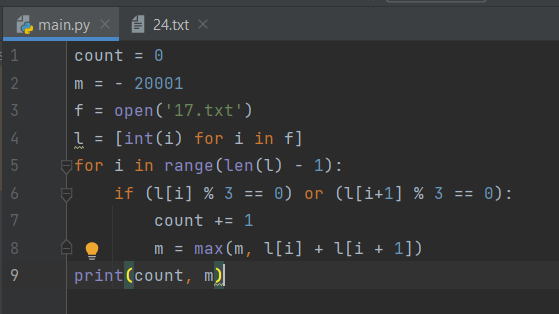 main.py 24.txt
1 count = 0
2 m = - 20001
3 f = open('17.txt')
4 l = [int(i) for i in f]
5 for i in range(len(l) - 1):
6 if (l[i] % 3 == 0) or (l[i+1] % 3 == 0):
7 count += 1
8 m = max(m, l[i] + l[i + 1])
9 print(count, m)